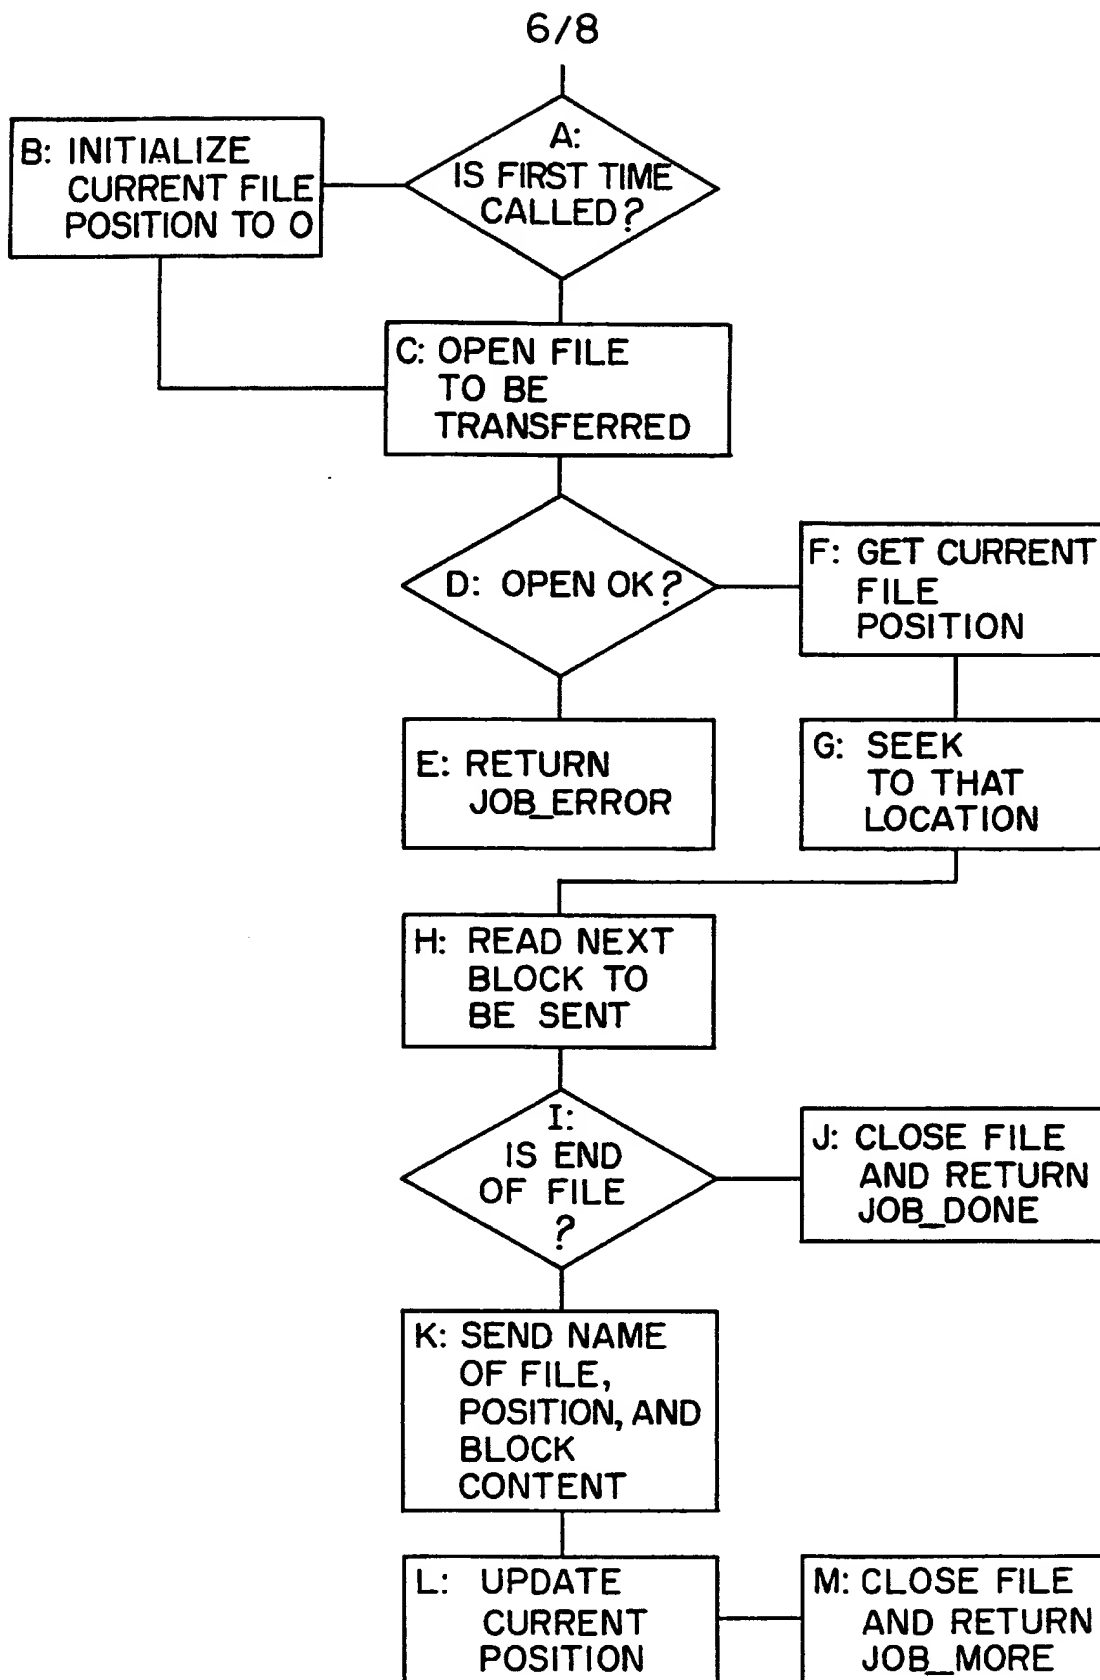 6/8
A:
IS FIRST TIME
CALLED?
B: INITIALIZE
CURRENT FILE
POSITION TO 0
C: OPEN FILE
TO BE
TRANSFERRED
D: OPEN OK?
F: GET CURRENT
FILE
POSITION
E: RETURN
JOB_ERROR
G: SEEK
TO THAT
LOCATION
H: READ NEXT
BLOCK TO
BE SENT
I:
IS END
OF FILE
?
J: CLOSE FILE
AND RETURN
JOB_DONE
K: SEND NAME
OF FILE,
POSITION, AND
BLOCK
CONTENT
L: UPDATE
CURRENT
POSITION
M: CLOSE FILE
AND RETURN
JOB_MORE